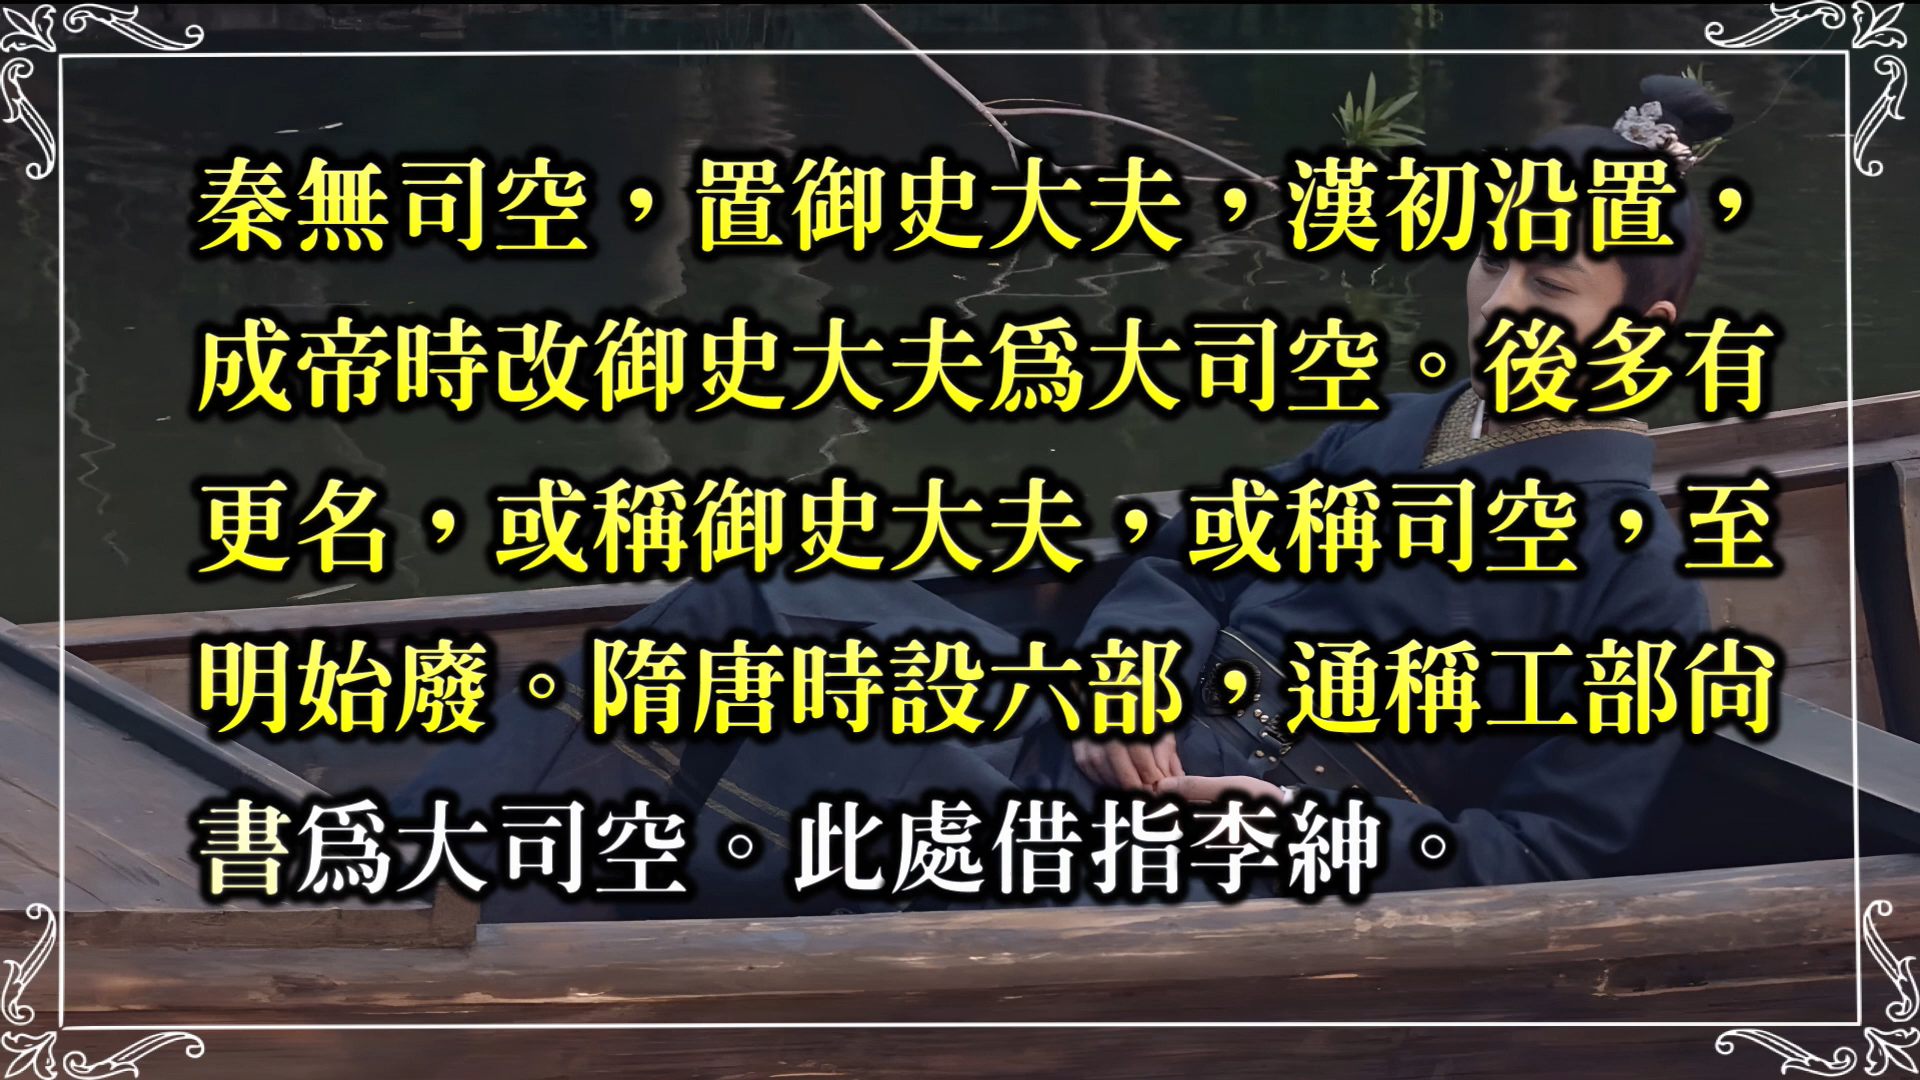 秦無司空，置御史大夫，漢初沿置，
成帝時改御史大夫爲大司空。後多有
更名，或稱御史大夫，或稱司空，至
明始廢。隋唐時設六部，通稱工部尚
書爲大司空。此處借指李紳。